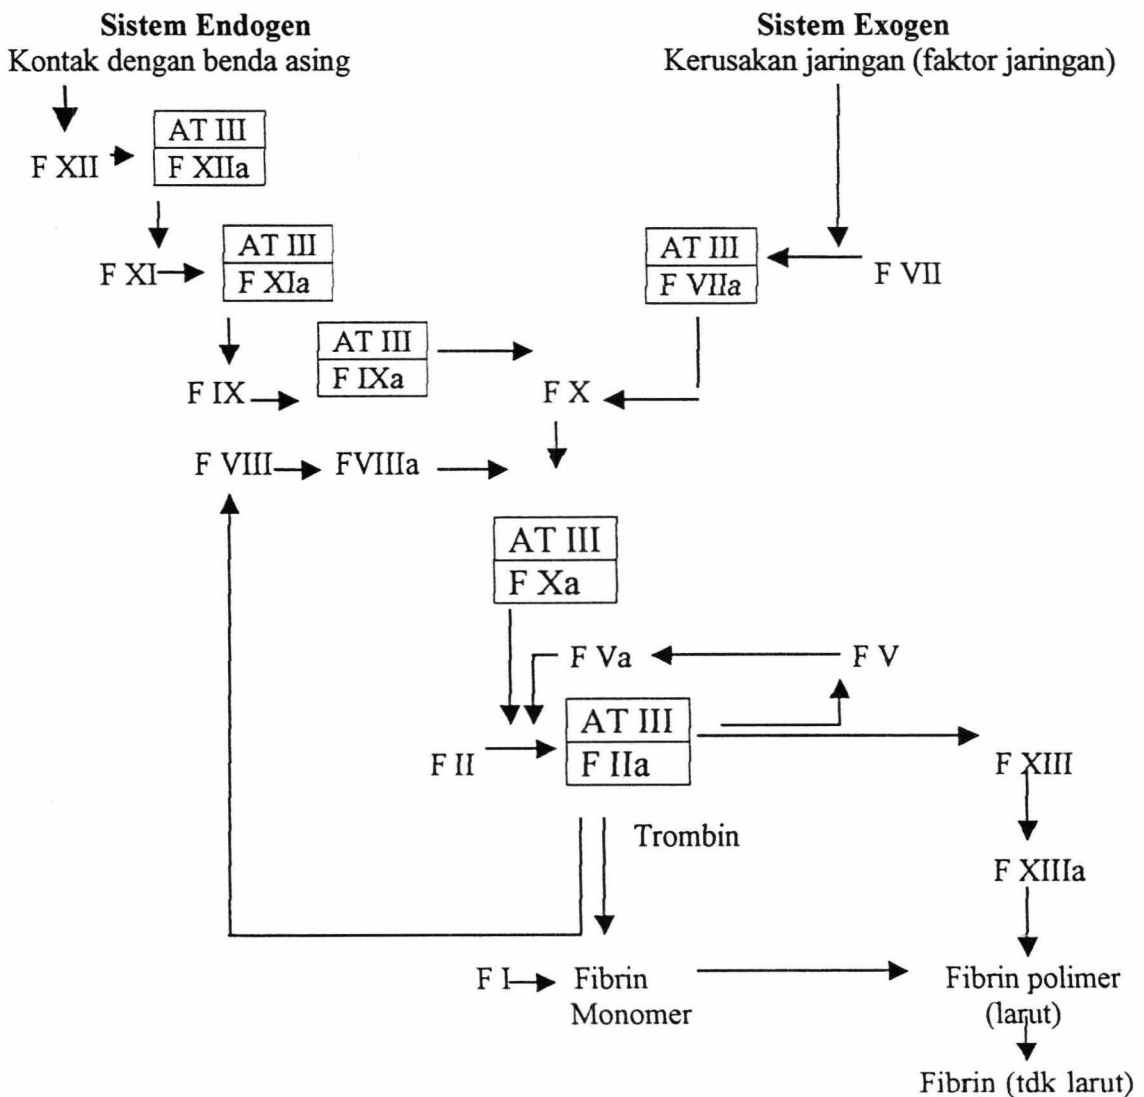 Sistem Endogen
Kontak dengan benda asing
Sistem Exogen
Kerusakan jaringan (faktor jaringan)
F XII
AT III
F XIIa
F XI
AT III
F XIa
AT III
F VIIa
F VII
F IX
AT III
F IXa
F X
F VIII
FVIIIa
AT III
F Xa
F Va
F V
F II
AT III
F IIa
F XIII
Trombin
F XIIIa
F I
Fibrin
Monomer
Fibrin polimer
(larut)
Fibrin (tdk larut)